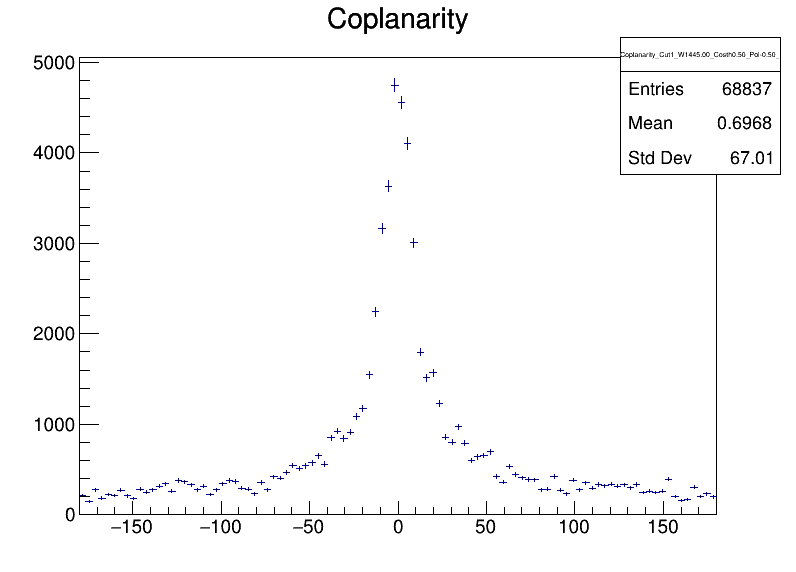 Coplanarity
Coplanarity_Cut1_W1445.00_Costh0.50_Pol-0.50_
Entries 68837
Mean 0.6968
Std Dev 67.01
5000
4000
3000
2000
1000
0
−150 −100 −50 0 50 100 150